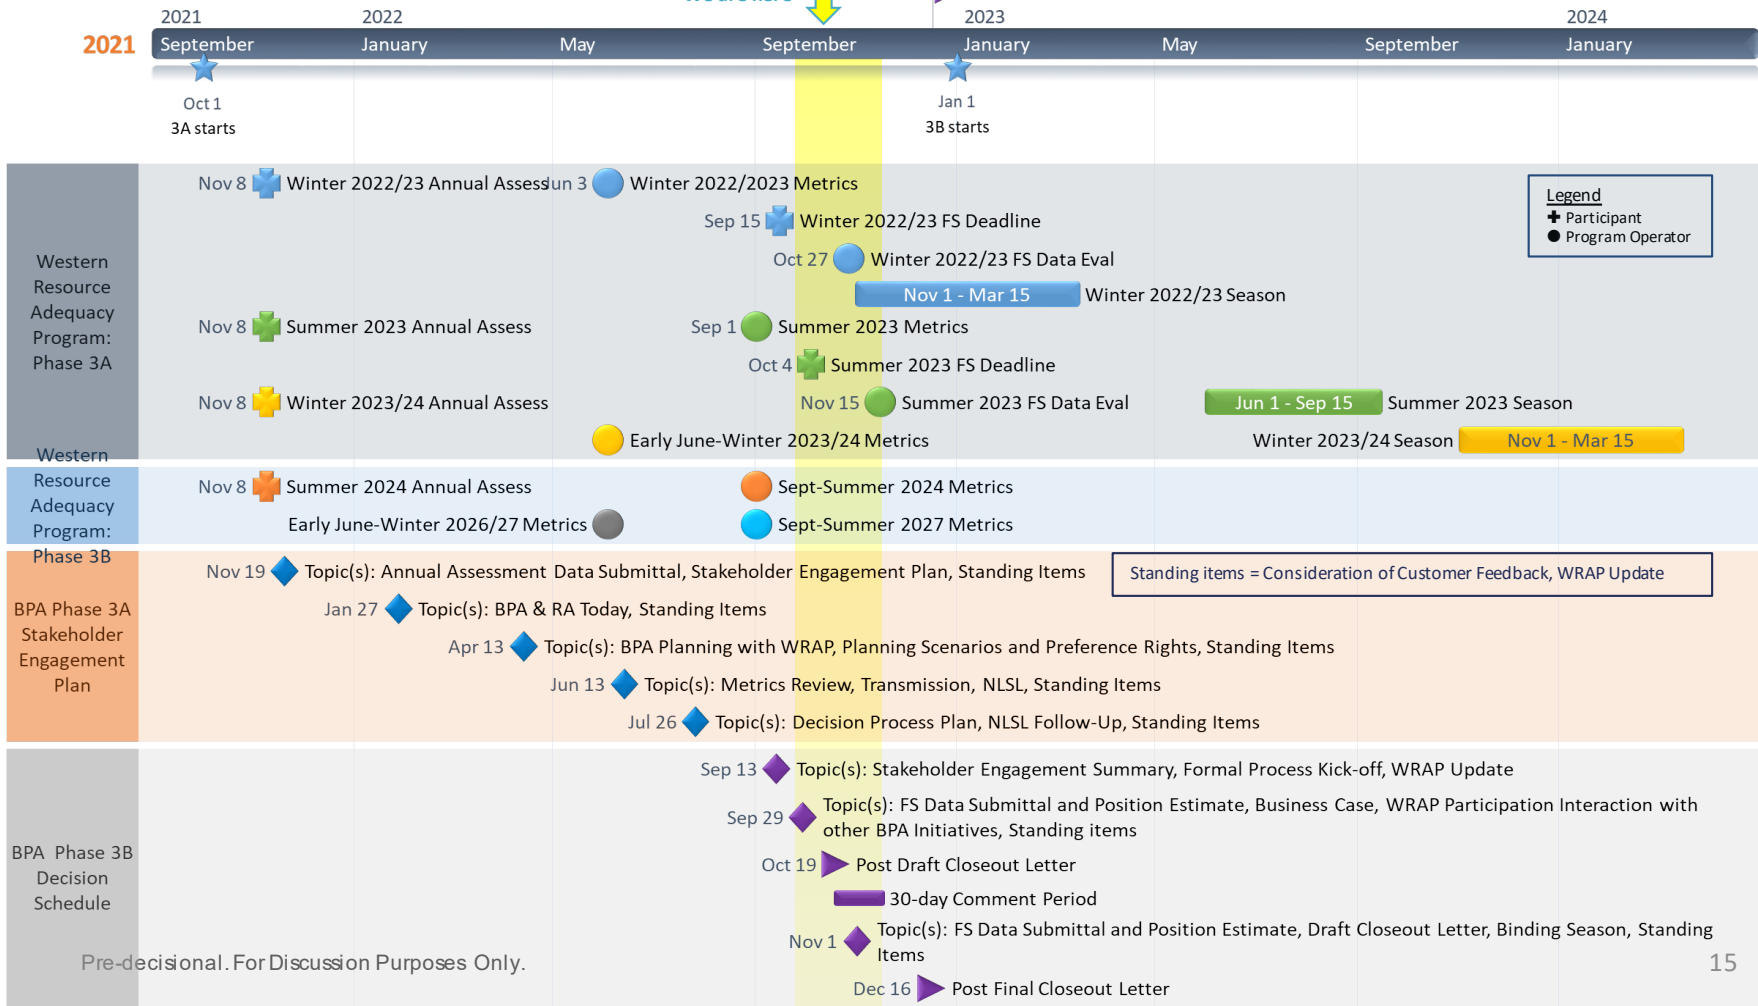 We are here
2021
2022
2023
2024
2021
September
January
May
September
January
May
September
January
Oct 1
3A starts
Jan 1
3B starts
Western
Resource
Adequacy
Program:
Phase 3A
Nov 8 Winter 2022/23 Annual Assess
Jun 3 Winter 2022/2023 Metrics
Sep 15 Winter 2022/23 FS Deadline
Oct 27 Winter 2022/23 FS Data Eval
Nov 1 - Mar 15 Winter 2022/23 Season
Nov 8 Summer 2023 Annual Assess
Sep 1 Summer 2023 Metrics
Oct 4 Summer 2023 FS Deadline
Nov 8 Winter 2023/24 Annual Assess
Nov 15 Summer 2023 FS Data Eval
Jun 1 - Sep 15 Summer 2023 Season
Early June-Winter 2023/24 Metrics
Winter 2023/24 Season Nov 1 - Mar 15
Legend
Participant
Program Operator
Western
Resource
Adequacy
Program:
Phase 3B
Nov 8 Summer 2024 Annual Assess
Sept-Summer 2024 Metrics
Early June-Winter 2026/27 Metrics
Sept-Summer 2027 Metrics
BPA Phase 3A
Stakeholder
Engagement
Plan
Nov 19 Topic(s): Annual Assessment Data Submittal, Stakeholder Engagement Plan, Standing Items
Standing items = Consideration of Customer Feedback, WRAP Update
Jan 27 Topic(s): BPA & RA Today, Standing Items
Apr 13 Topic(s): BPA Planning with WRAP, Planning Scenarios and Preference Rights, Standing Items
Jun 13 Topic(s): Metrics Review, Transmission, NLSL, Standing Items
Jul 26 Topic(s): Decision Process Plan, NLSL Follow-Up, Standing Items
BPA Phase 3B
Decision
Schedule
Sep 13 Topic(s): Stakeholder Engagement Summary, Formal Process Kick-off, WRAP Update
Sep 29 Topic(s): FS Data Submittal and Position Estimate, Business Case, WRAP Participation Interaction with
other BPA Initiatives, Standing items
Oct 19 Post Draft Closeout Letter
30-day Comment Period
Nov 1 Topic(s): FS Data Submittal and Position Estimate, Draft Closeout Letter, Binding Season, Standing
Items
Dec 16 Post Final Closeout Letter
Pre-decisional. For Discussion Purposes Only.
15